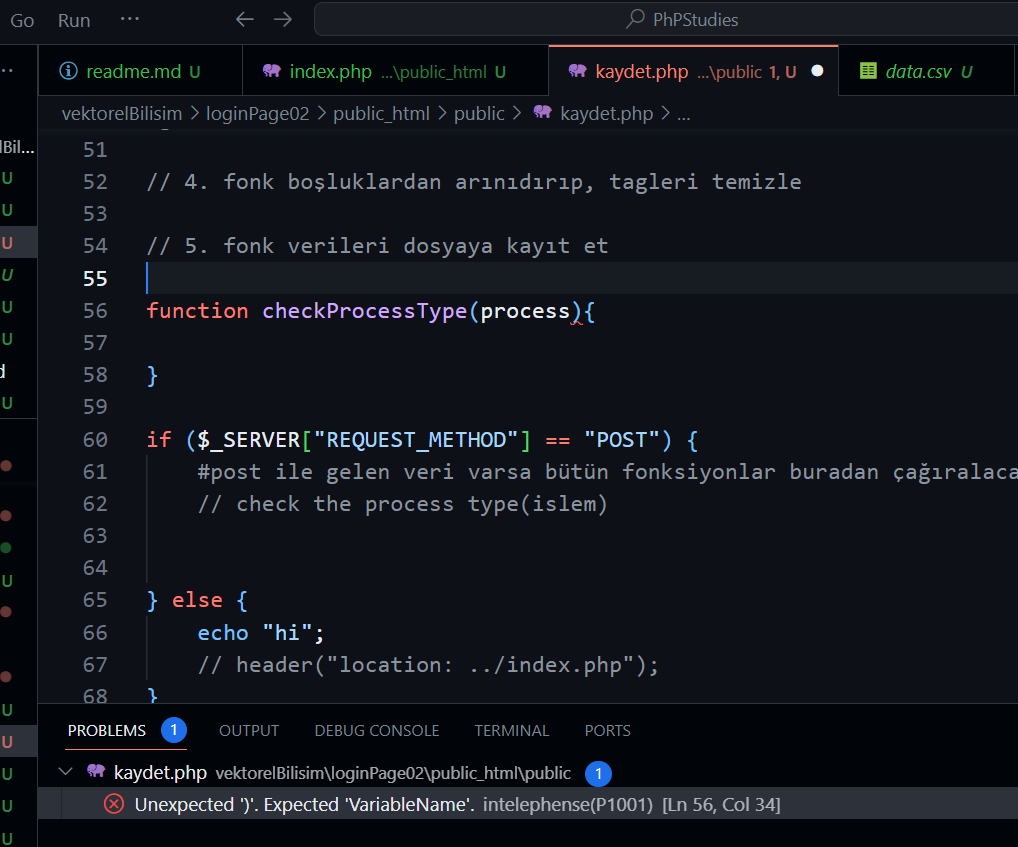 Go Run ... ← → PhPStudies
readme.md U index.php ...\public_html U kaydet.php ...\public 1, U data.csv U
vektorelBilisim > loginPage02 > public_html > public > kaydet.php > ...
lBil...
51
52 // 4. fonk boşluklardan arınıdırıp, tagleri temizle
53
54 // 5. fonk verileri dosyaya kayıt et
55
56 function checkProcessType(process){
57
58 }
59
60 if ($_SERVER["REQUEST_METHOD"] == "POST") {
61 #post ile gelen veri varsa bütün fonksiyonlar buradan çağıralaca
62 // check the process type(islem)
63
64
65 } else {
66 echo "hi";
67 // header("location: ../index.php");
68 }
PROBLEMS 1 OUTPUT DEBUG CONSOLE TERMINAL PORTS
kaydet.php vektorelBilisim\loginPage02\public_html\public 1
Unexpected ')'. Expected 'VariableName'. intelephense(P1001) [Ln 56, Col 34]